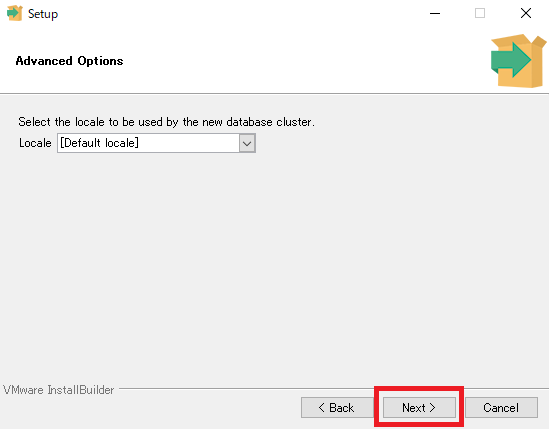 Setup
Advanced Options
Select the locale to be used by the new database cluster.
Locale [Default locale]
VMware InstallBuilder
< Back Next > Cancel